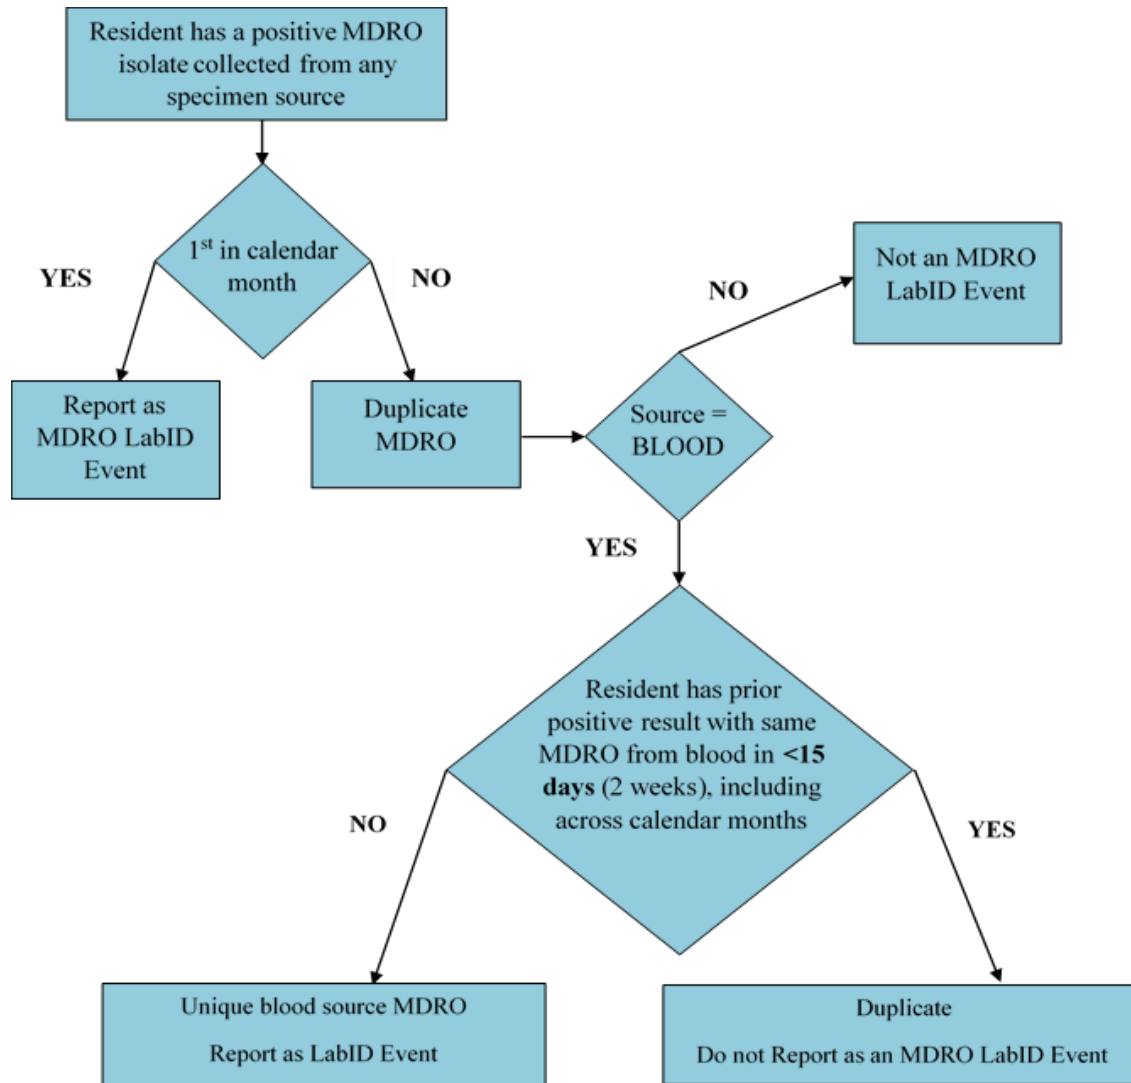 Resident has a positive MDRO
isolate collected from any
specimen source
1st in calendar
month
YES
NO
Report as
MDRO LabID
Event
Duplicate
MDRO
Source =
BLOOD
NO
Not an MDRO
LabID Event
YES
Resident has prior
positive result with same
MDRO from blood in <15
days (2 weeks), including
across calendar months
NO
YES
Unique blood source MDRO
Report as LabID Event
Duplicate
Do not Report as an MDRO LabID Event